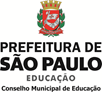 PREFEITURA DE
SÃO PAULO
EDUCAÇÃO
Conselho Municipal de Educação